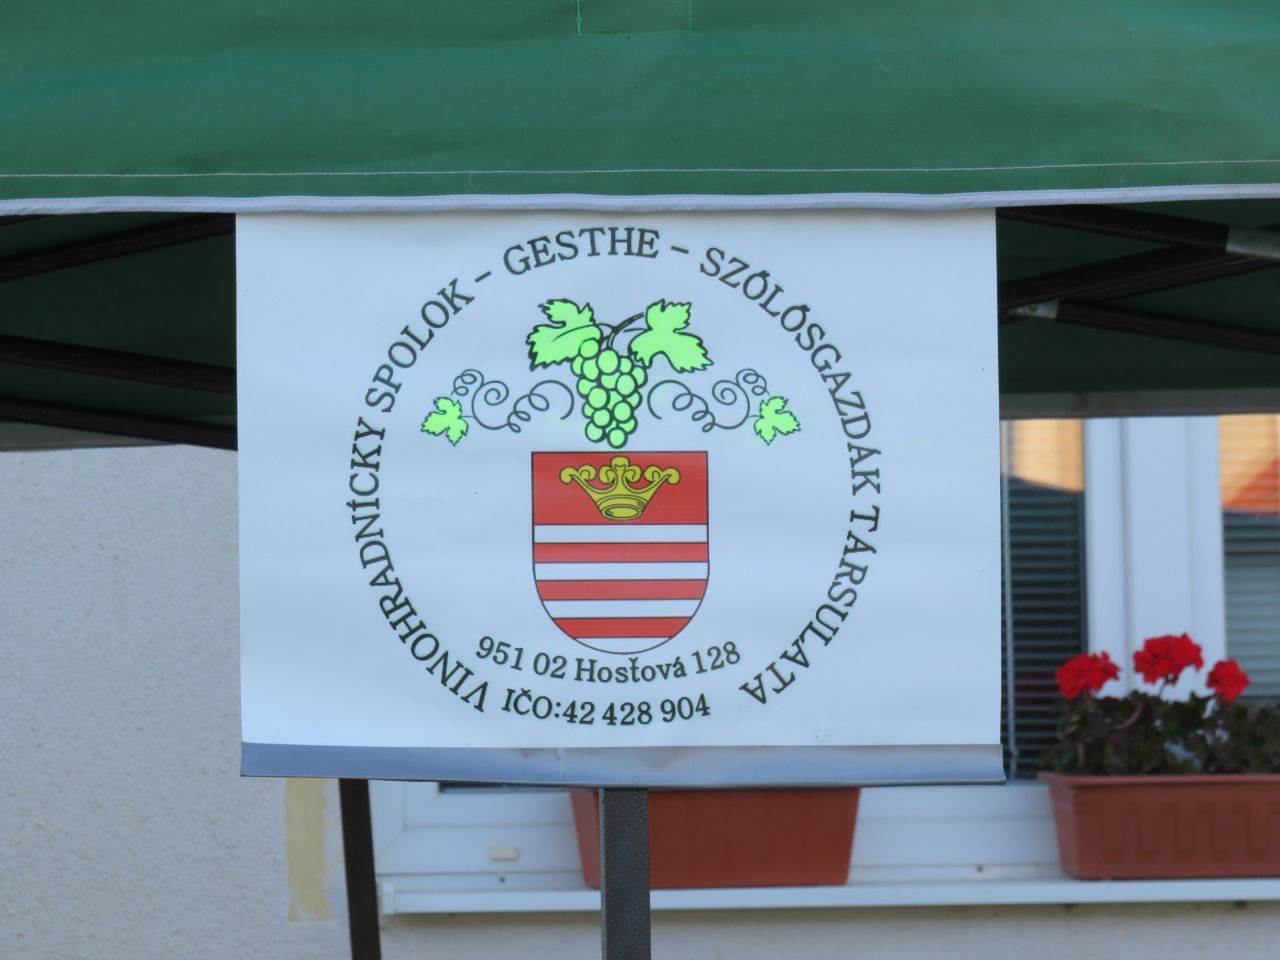 VINOHRADNÍCKY SPOLOK - GESTHE - SZŐLŐSGAZDÁK TÁRSULATA
951 02 Hosťová 128
IČO:42 428 904